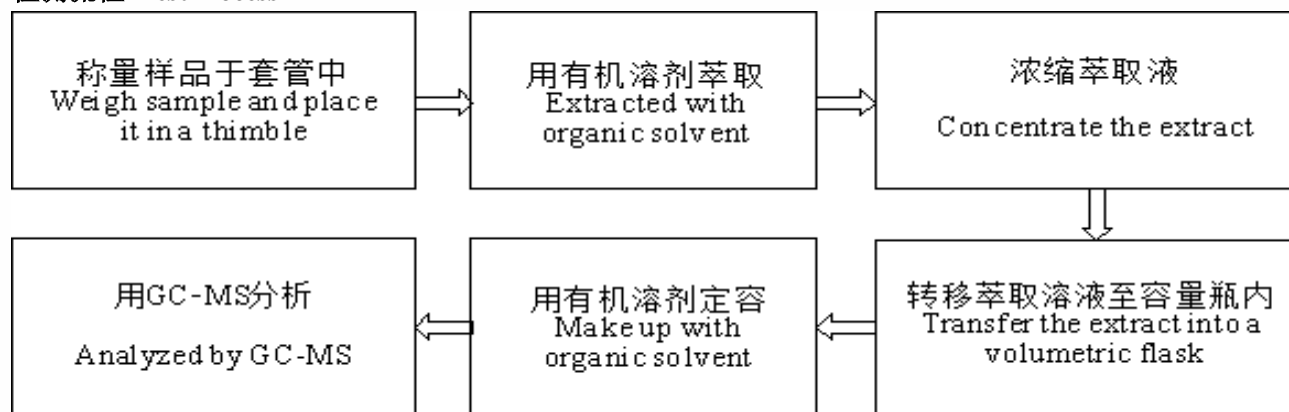 称量样品于套管中
Weigh sample and place
it in a thimble
用有机溶剂萃取
Extracted with
organic solvent
浓缩萃取液
Concentrate the extract
转移萃取溶液至容量瓶内
Transfer the extract into a
volumetric flask
用有机溶剂定容
Make up with
organic solvent
用GC-MS分析
Analyzed by GC-MS